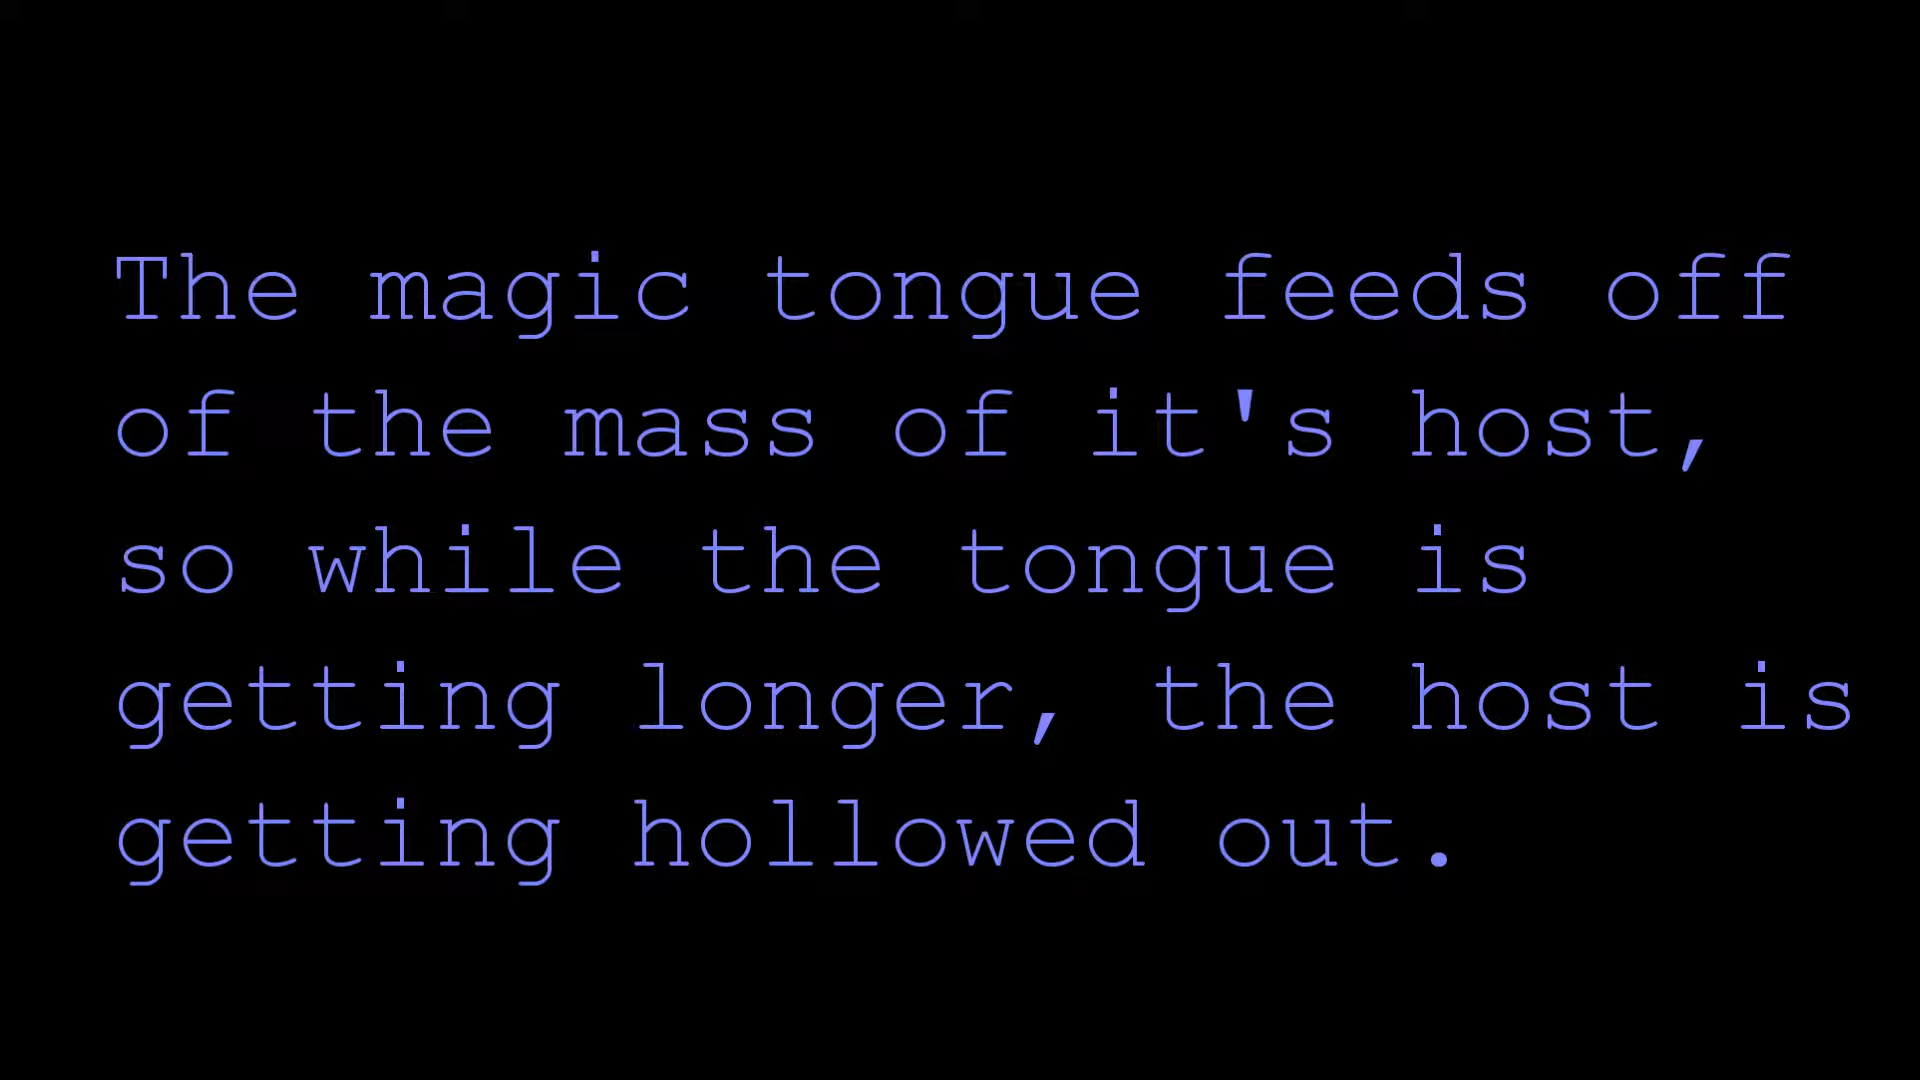 The magic tongue feeds off
of the mass of it's host,
so while the tongue is
getting longer, the host is
getting hollowed out.